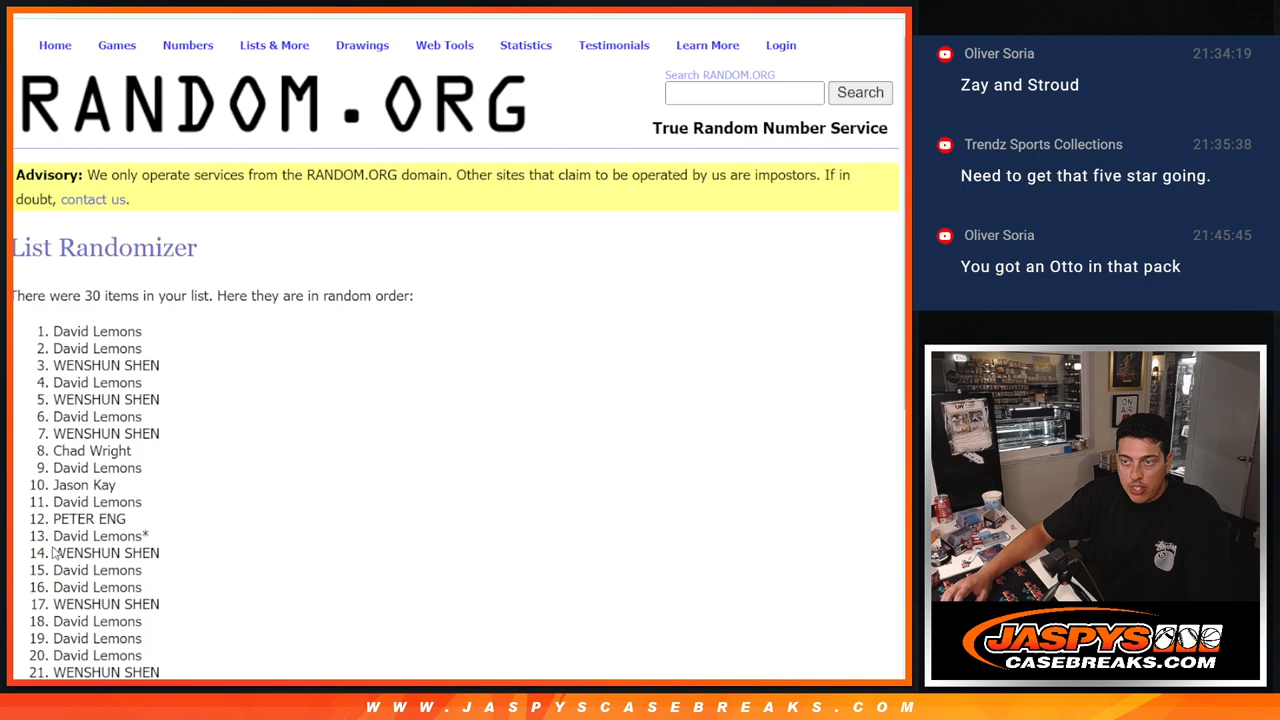 Home Games Numbers Lists & More Drawings Web Tools Statistics Testimonials Learn More Login
RANDOM.ORG
Search RANDOM.ORG
Search
True Random Number Service
Advisory: We only operate services from the RANDOM.ORG domain. Other sites that claim to be operated by us are impostors. If in
doubt, contact us.
List Randomizer
There were 30 items in your list. Here they are in random order:
1. David Lemons
2. David Lemons
3. WENSHUN SHEN
4. David Lemons
5. WENSHUN SHEN
6. David Lemons
7. WENSHUN SHEN
8. Chad Wright
9. David Lemons
10. Jason Kay
11. David Lemons
12. PETER ENG
13. David Lemons*
14. WENSHUN SHEN
15. David Lemons
16. David Lemons
17. WENSHUN SHEN
18. David Lemons
19. David Lemons
20. David Lemons
21. WENSHUN SHEN
Oliver Soria 21:34:19
Zay and Stroud
Trendz Sports Collections 21:35:38
Need to get that five star going.
Oliver Soria 21:45:45
You got an Otto in that pack
ON
AIR
JASPYS
CASEBREAKS.COM
WWW.JASPYSCASEBREAKS.COM